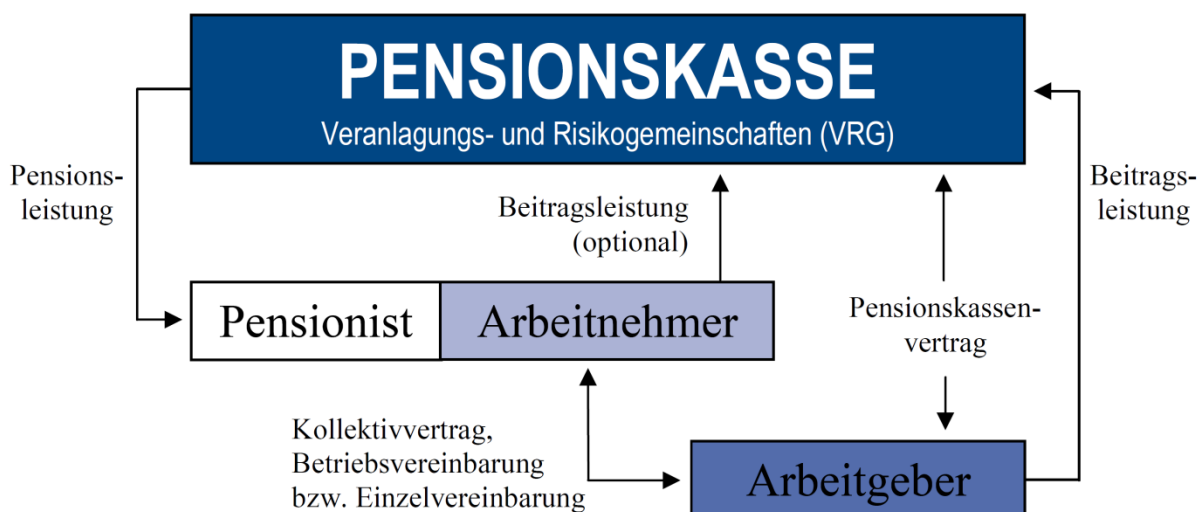 PENSIONSKASSE
Veranlagungs- und Risikogemeinschaften (VRG)
Pensions-
leistung
Beitragsleistung
(optional)
Beitrags-
leistung
Pensionist
Arbeitnehmer
Pensionskassen-
vertrag
Kollektivvertrag,
Betriebsvereinbarung
bzw. Einzelvereinbarung
Arbeitgeber